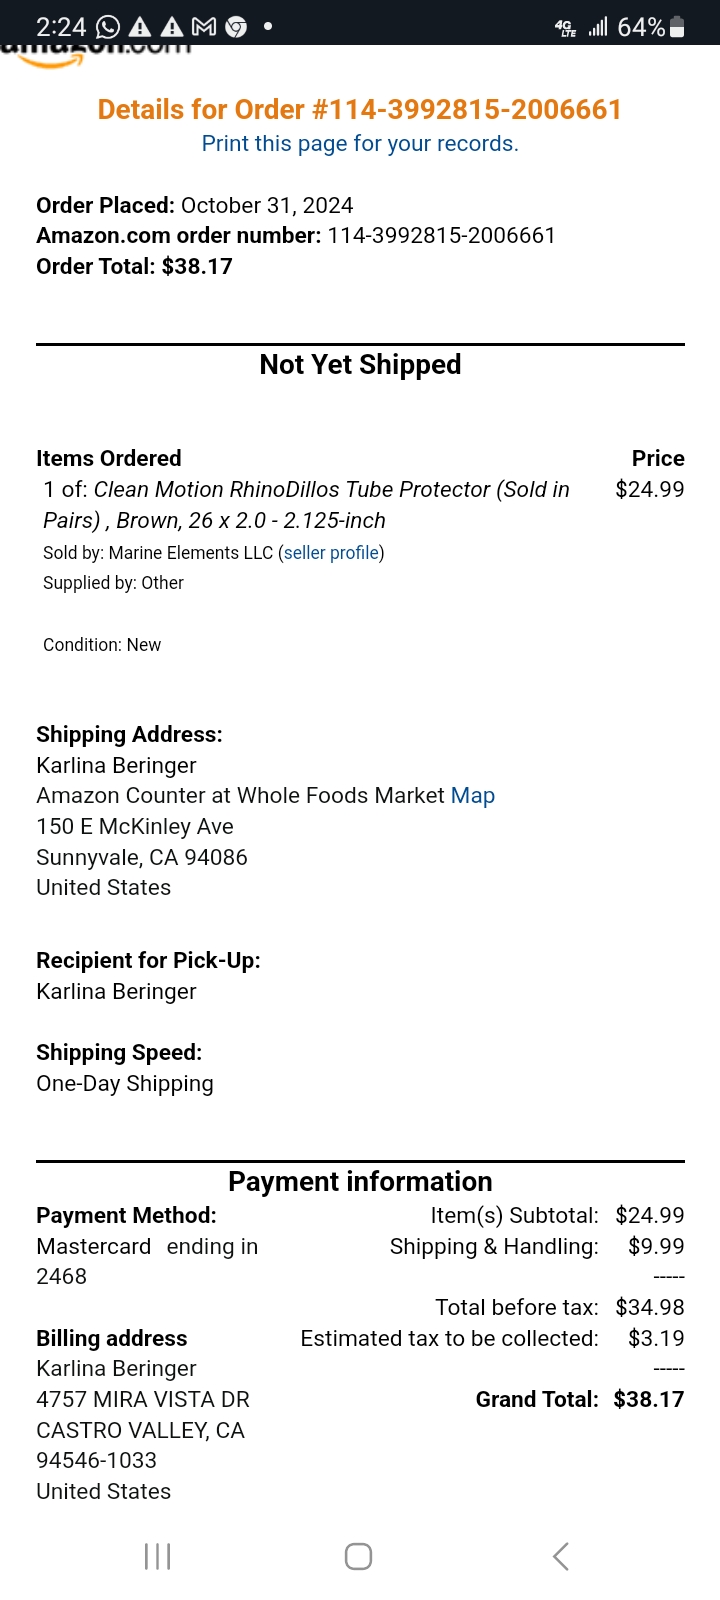 2:24 4G LTE 64%
amazon.com
Details for Order #114-3992815-2006661
Print this page for your records.
Order Placed: October 31, 2024
Amazon.com order number: 114-3992815-2006661
Order Total: $38.17
Not Yet Shipped
Items Ordered Price
1 of: Clean Motion RhinoDillos Tube Protector (Sold in $24.99
Pairs) , Brown, 26 x 2.0 - 2.125-inch
Sold by: Marine Elements LLC (seller profile)
Supplied by: Other
Condition: New
Shipping Address:
Karlina Beringer
Amazon Counter at Whole Foods Market Map
150 E McKinley Ave
Sunnyvale, CA 94086
United States
Recipient for Pick-Up:
Karlina Beringer
Shipping Speed:
One-Day Shipping
Payment information
Payment Method: Item(s) Subtotal: $24.99
Mastercard ending in Shipping & Handling: $9.99
2468 -----
Total before tax: $34.98
Billing address Estimated tax to be collected: $3.19
Karlina Beringer -----
4757 MIRA VISTA DR Grand Total: $38.17
CASTRO VALLEY, CA
94546-1033
United States